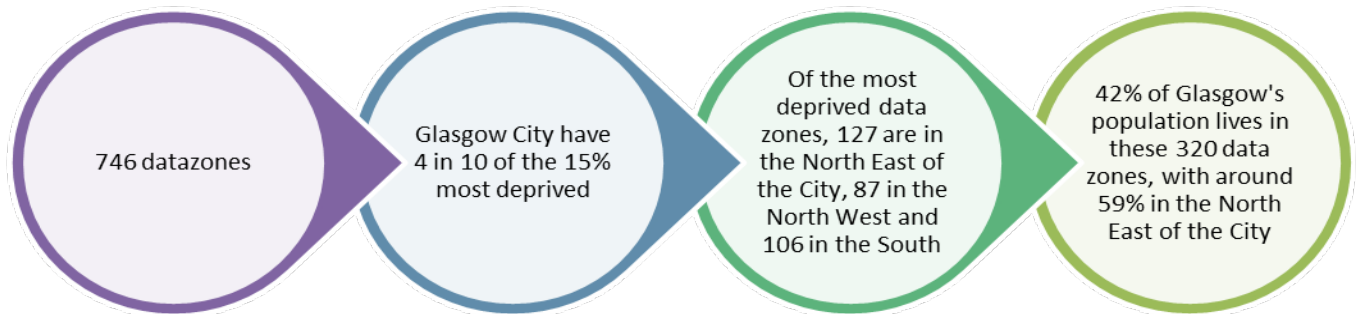 746 datazones
Glasgow City have
4 in 10 of the 15%
most deprived
Of the most
deprived data
zones, 127 are in
the North East of
the City, 87 in the
North West and
106 in the South
42% of Glasgow's
population lives in
these 320 data
zones, with around
59% in the North
East of the City